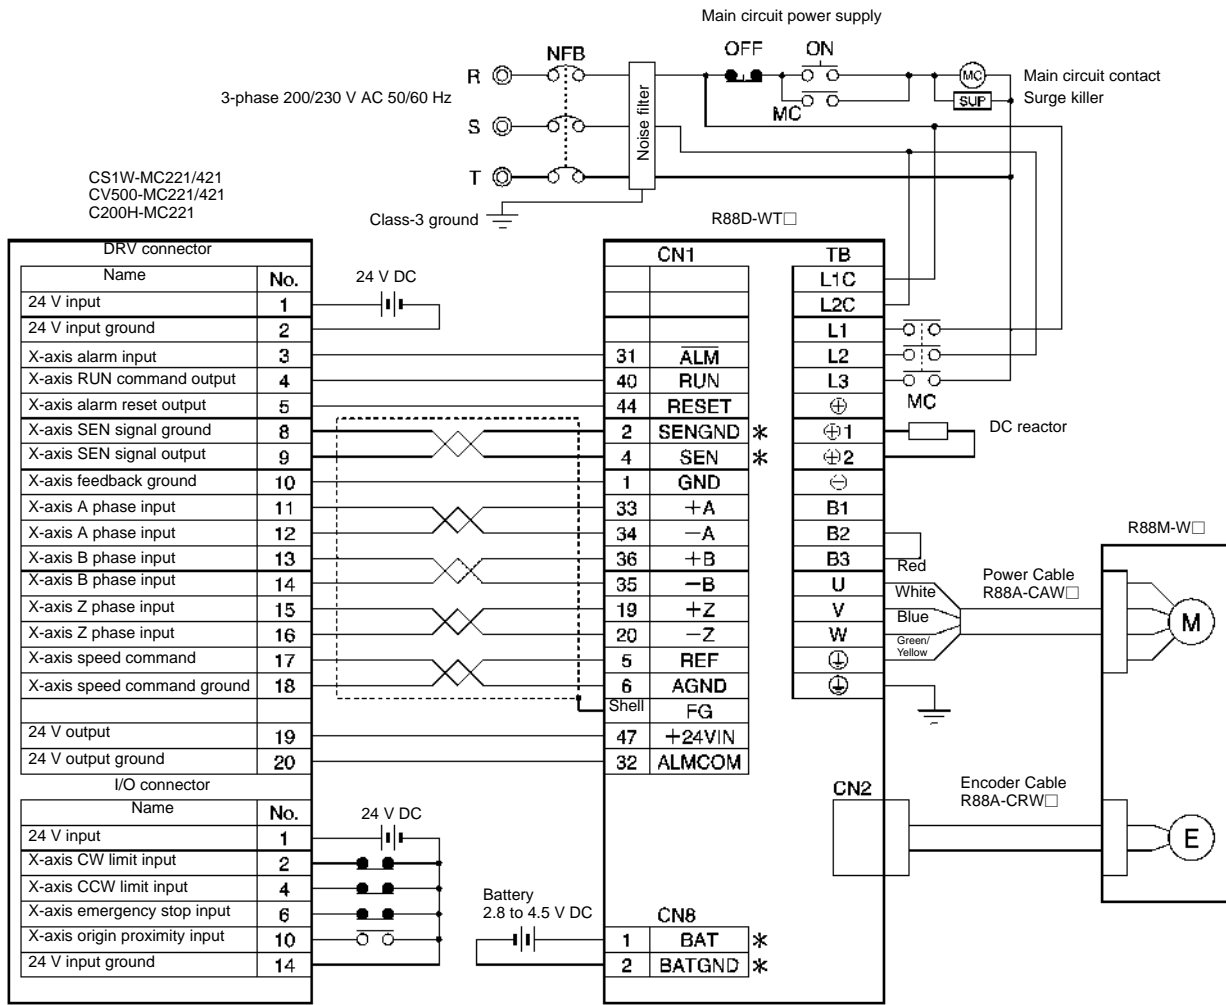 Main circuit power supply
OFF ON
NFB
R
MC
Main circuit contact
SUP
Surge killer
3-phase 200/230 V AC 50/60 Hz
MC
S
Noise filter
T
CS1W-MC221/421
CV500-MC221/421
C200H-MC221
Class-3 ground
R88D-WT□
DRV connector
Name No.
24 V DC
24 V input 1
24 V input ground 2
X-axis alarm input 3
X-axis RUN command output 4
X-axis alarm reset output 5
X-axis SEN signal ground 8
X-axis SEN signal output 9
X-axis feedback ground 10
X-axis A phase input 11
X-axis A phase input 12
X-axis B phase input 13
X-axis B phase input 14
X-axis Z phase input 15
X-axis Z phase input 16
X-axis speed command 17
X-axis speed command ground 18
24 V output 19
24 V output ground 20
I/O connector
Name No.
24 V DC
24 V input 1
X-axis CW limit input 2
X-axis CCW limit input 4
X-axis emergency stop input 6
X-axis origin proximity input 10
24 V input ground 14
CN1
31 ALM
40 RUN
44 RESET
2 SENGND *
4 SEN *
1 GND
33 +A
34 −A
36 +B
35 −B
19 +Z
20 −Z
5 REF
6 AGND
Shell FG
47 +24VIN
32 ALMCOM
Battery
2.8 to 4.5 V DC
CN8
1 BAT *
2 BATGND *
TB
L1C
L2C
L1
L2
L3
MC
⊕
⊕1
DC reactor
⊕2
⊖
B1
B2
B3
U
V
W
Red
White
Blue
Green/
Yellow
Power Cable
R88A-CAW□
R88M-W□
M
CN2
Encoder Cable
R88A-CRW□
E